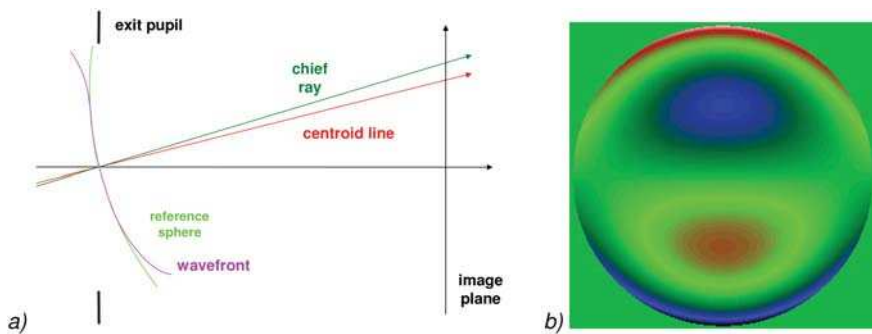 exit pupil
chief
ray
centroid line
reference
sphere
wavefront
image
plane
a)
b)